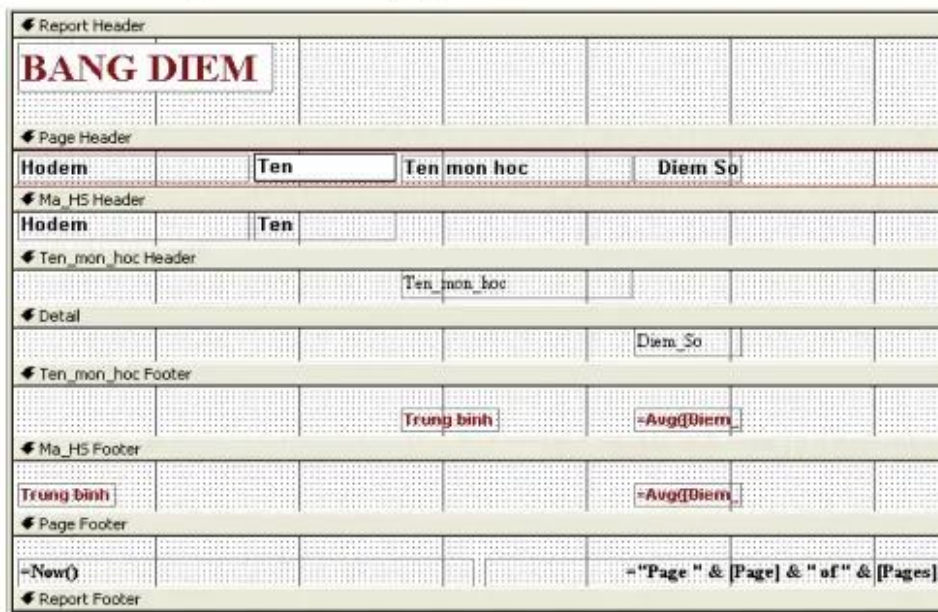 Report Header
BANG DIEM
Page Header
Hodem Ten Ten mon hoc Diem So
Ma_HS Header
Hodem Ten
Ten_mon_hoc Header
Ten_mon_hoc
Detail
Diem_So
Ten_mon_hoc Footer
Trung binh =Avg([Diem_
Ma_HS Footer
Trung binh =Avg([Diem_
Page Footer
=Now() ="Page " & [Page] & " of " & [Pages]
Report Footer